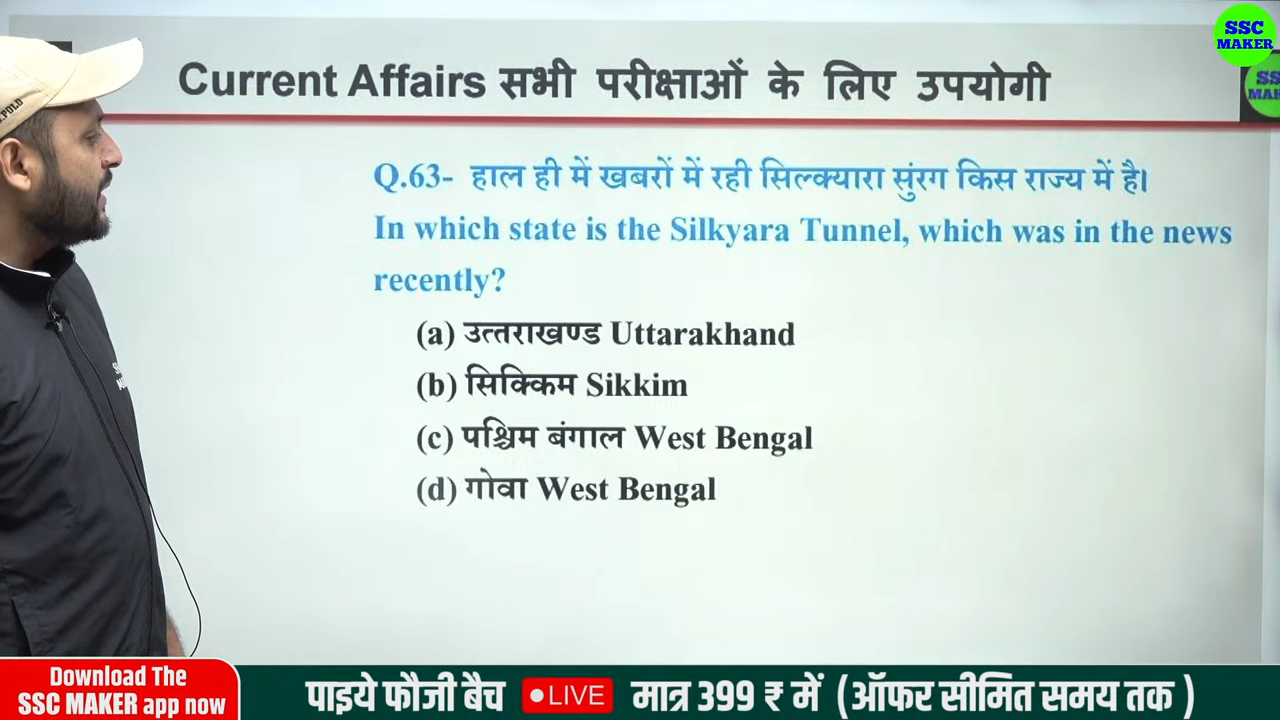 SSC
MAKER
Current Affairs सभी परीक्षाओं के लिए उपयोगी
Q.63- हाल ही में खबरों में रही सिल्क्यारा सुंरग किस राज्य में है।
In which state is the Silkyara Tunnel, which was in the news
recently?
(a) उत्तराखण्ड Uttarakhand
(b) सिक्किम Sikkim
(c) पश्चिम बंगाल West Bengal
(d) गोवा West Bengal
Download The
SSC MAKER app now
पाइये फौजी बैच LIVE मात्र 399 ₹ में (ऑफर सीमित समय तक )